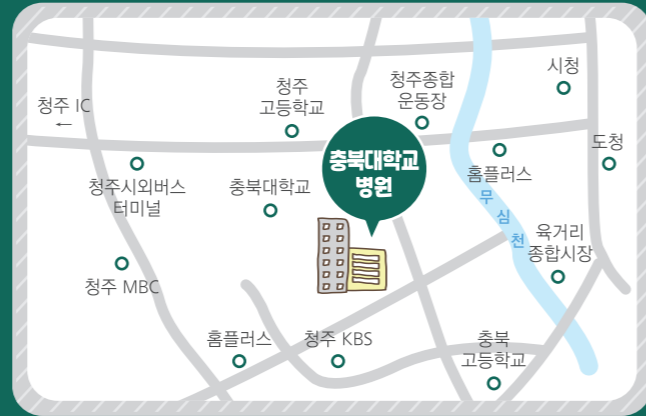 시청
청주 IC
←
청주
고등학교
청주종합
운동장
도청
충북대학교
병원
홈플러스
청주시외버스
터미널
충북대학교
무
심
천
육거리
종합시장
청주 MBC
홈플러스
청주 KBS
충북
고등학교